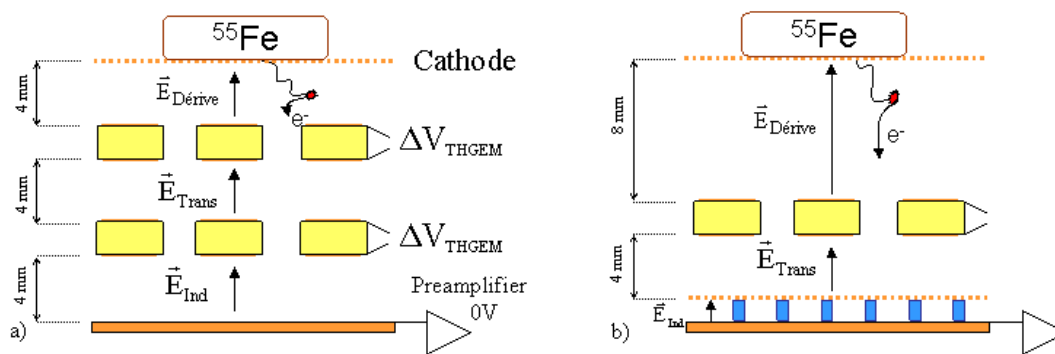 55Fe
Cathode
4 mm
E⃗Dérive
e-
ΔVTHGEM
4 mm
E⃗Trans
ΔVTHGEM
4 mm
E⃗Ind
Preamplifier
0V
a)
55Fe
8 mm
E⃗Dérive
e-
4 mm
E⃗Trans
E⃗Ind
b)